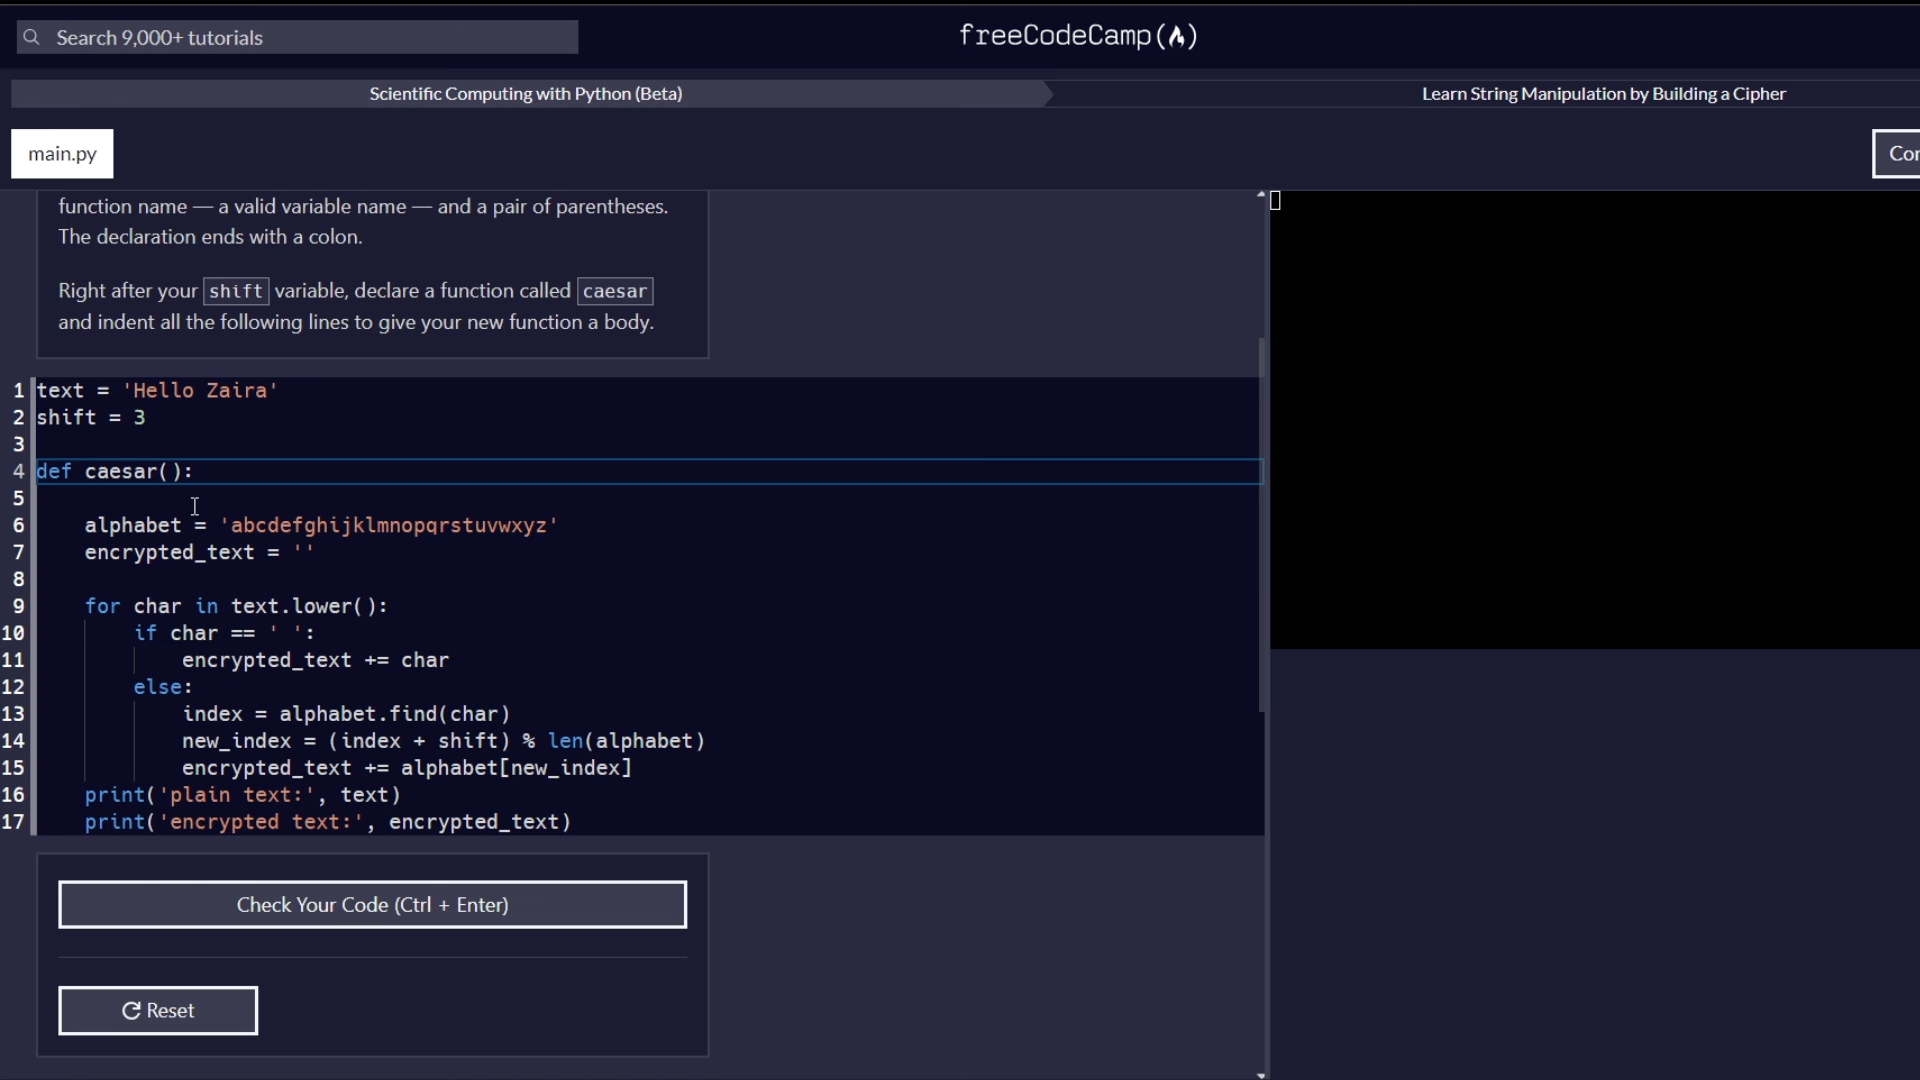 Search 9,000+ tutorials
freeCodeCamp(🔥)
Scientific Computing with Python (Beta)
Learn String Manipulation by Building a Cipher
main.py
Cor
function name — a valid variable name — and a pair of parentheses.
The declaration ends with a colon.
Right after your shift variable, declare a function called caesar
and indent all the following lines to give your new function a body.
1 text = 'Hello Zaira'
2 shift = 3
3
4 def caesar():
5
6     alphabet = 'abcdefghijklmnopqrstuvwxyz'
7     encrypted_text = ''
8
9     for char in text.lower():
10         if char == ' ':
11             encrypted_text += char
12         else:
13             index = alphabet.find(char)
14             new_index = (index + shift) % len(alphabet)
15             encrypted_text += alphabet[new_index]
16     print('plain text:', text)
17     print('encrypted text:', encrypted_text)
Check Your Code (Ctrl + Enter)
Reset